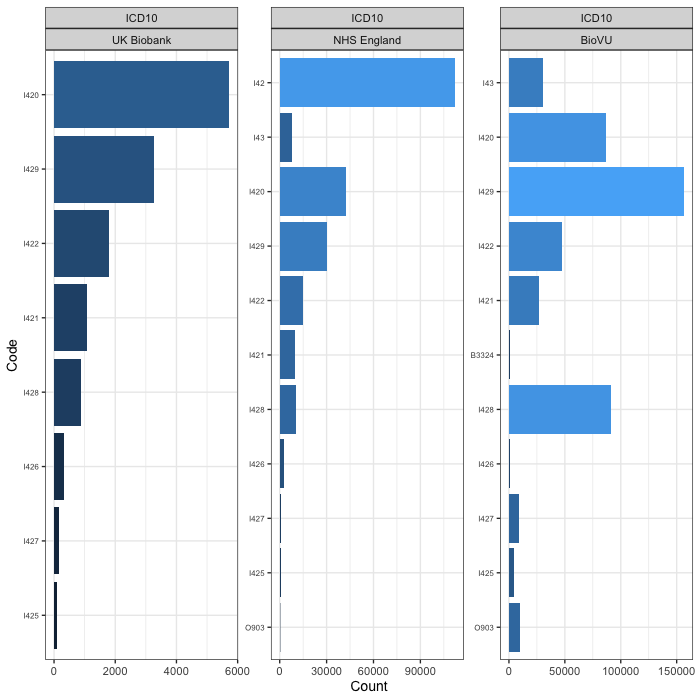 ICD10 ICD10 ICD10
UK Biobank NHS England BioVU
Code
I420
I429
I422
I421
I428
I426
I427
I425
0 2000 4000 6000
I42
I43
I420
I429
I422
I421
I428
I426
I427
I425
O903
0 30000 60000 90000
I43
I420
I429
I422
I421
B3324
I428
I426
I427
I425
O903
0 50000 100000 150000
Count